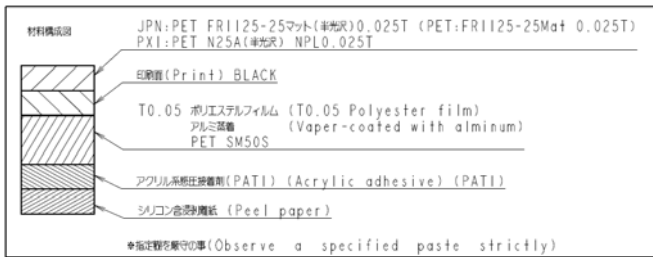 材料構成図
JPN:PET FRII25-25マット(半光沢)0.025T (PET:FRII25-25Mat 0.025T)
PXI:PET N25A(半光沢) NPL0.025T
印刷面(Print) BLACK
T0.05 ポリエステルフィルム (T0.05 Polyester film)
アルミ蒸着 (Vaper-coated with alminum)
PET SM50S
アクリル系感圧接着剤(PATI) (Acrylic adhesive) (PATI)
シリコン含浸剥離紙 (Peel paper)
※指定糊を厳守の事(Observe a specified paste strictly)